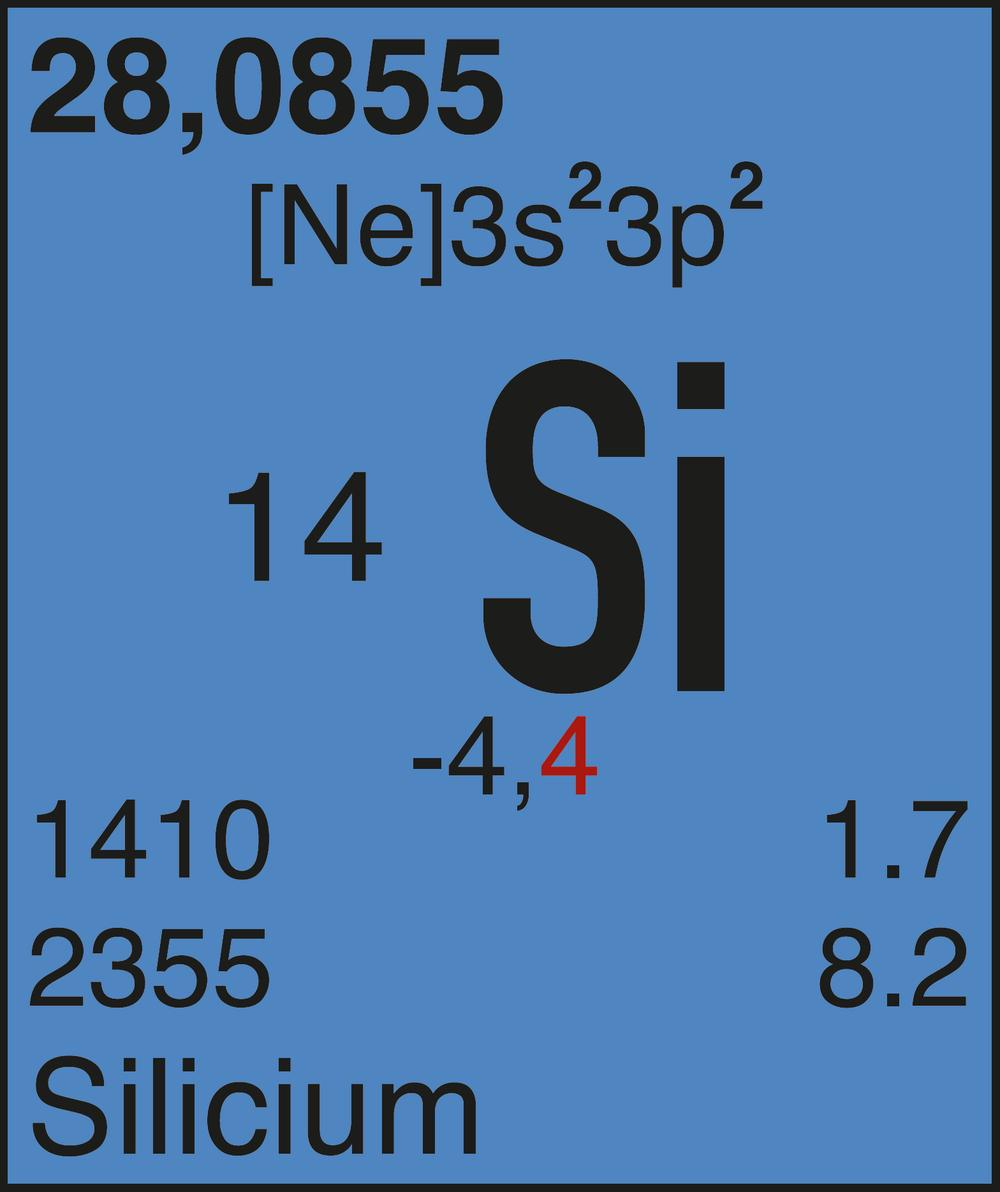 28,0855
[Ne]3s²3p²
14 Si
-4,4
1410 1.7
2355 8.2
Silicium